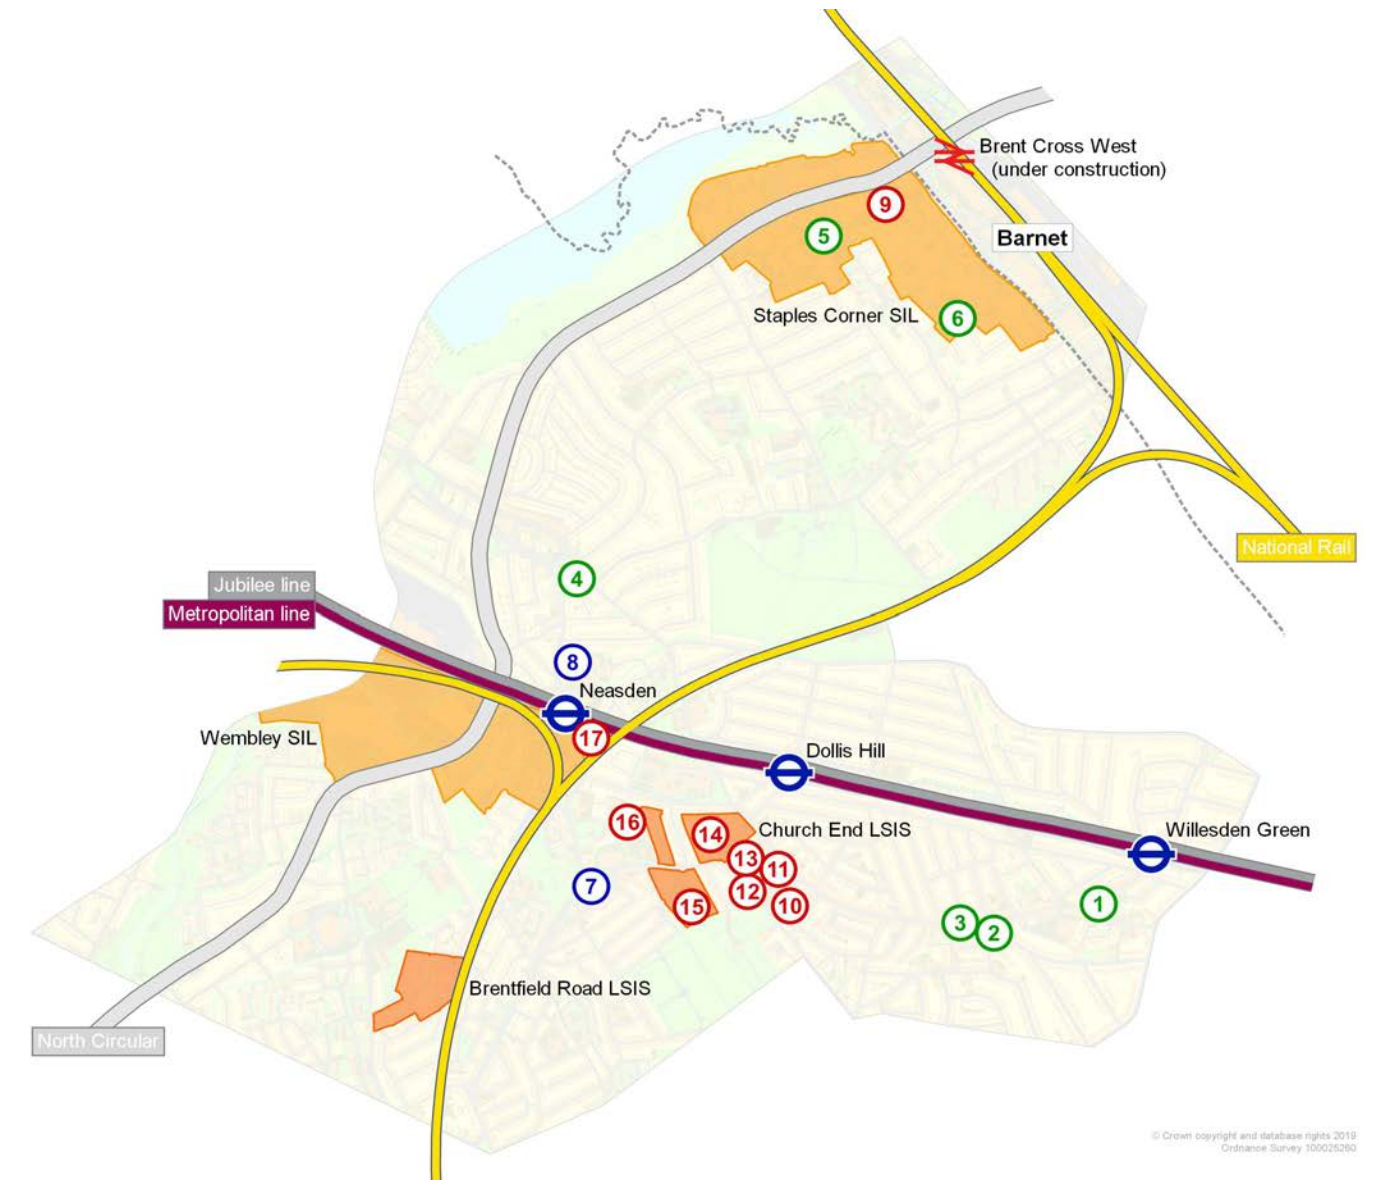 Brent Cross West
(under construction)
9
Barnet
5
Staples Corner SIL
6
National Rail
4
Jubilee line
Metropolitan line
8
Neasden
Wembley SIL
17
Dollis Hill
16
14
Church End LSIS
Willesden Green
13
11
7
12
15
10
1
3
2
Brentfield Road LSIS
North Circular
© Crown copyright and database rights 2019
Ordnance Survey 100025260